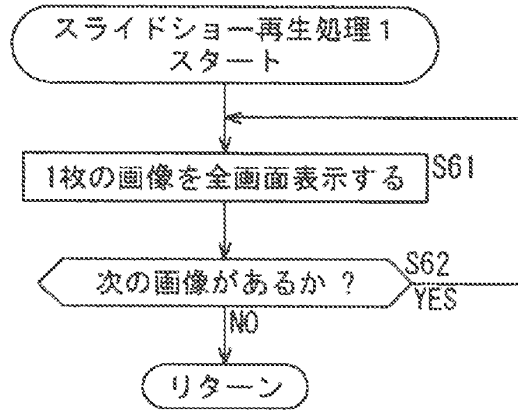 スライドショー再生処理1
スタート
1枚の画像を全画面表示する
S61
次の画像があるか?
S62
YES
NO
リターン